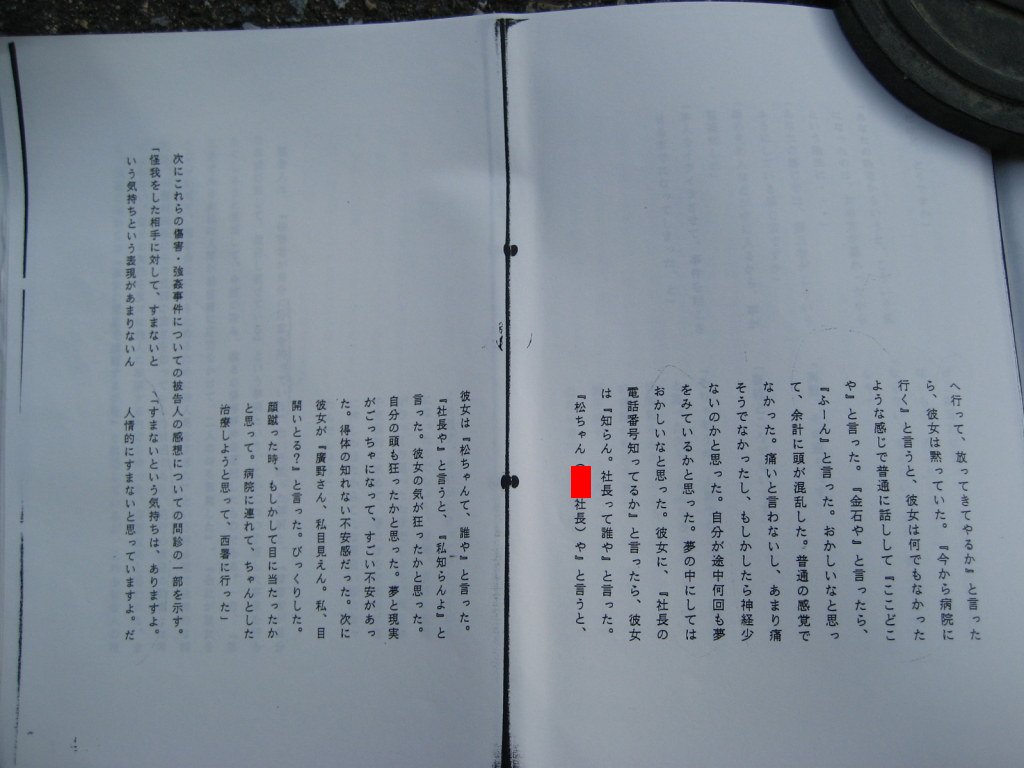 へ行って、放ってきてやるか』と言った
ら、彼女は黙っていた。『今から病院に
行く』と言うと、彼女は何でもなかった
ような感じで普通に話しして『ここどこ
や』と言った。『金石や』と言ったら、
『ふーん』と言った。おかしいなと思っ
て、余計に頭が混乱した。普通の感覚で
なかった。痛いと言わないし、あまり痛
そうでなかったし、もしかしたら神経少
ないのかと思った。自分が途中何回も夢
をみているかと思った。夢の中にしては
おかしいなと思った。彼女に、『社長の
電話番号知ってるか』と言ったら、彼女
は『知らん。社長って誰や』と言った。
『松ちゃん（社長）や』と言うと、
彼女は『松ちゃんて、誰や』と言った。
『社長や』と言うと、『私知らんよ』と
言った。彼女の気が狂ったかと思った。
自分の頭も狂ったかと思った。夢と現実
がごっちゃになって、すごい不安があっ
た。得体の知れない不安感だった。次に
彼女が『廣野さん、私目見えん。私、目
開いとる？』と言った。びっくりした。
顔蹴った時、もしかして目に当たったか
と思って。病院に連れて、ちゃんとした
治療しようと思って、西署に行った」
次にこれらの傷害・強姦事件についての被告人の感想についての問診の一部を示す。
「怪我をした相手に対して、すまないと
いう気持ちという表現があまりないん
「すまないという気持ちは、ありますよ。
人情的にすまないと思っていますよ。だ